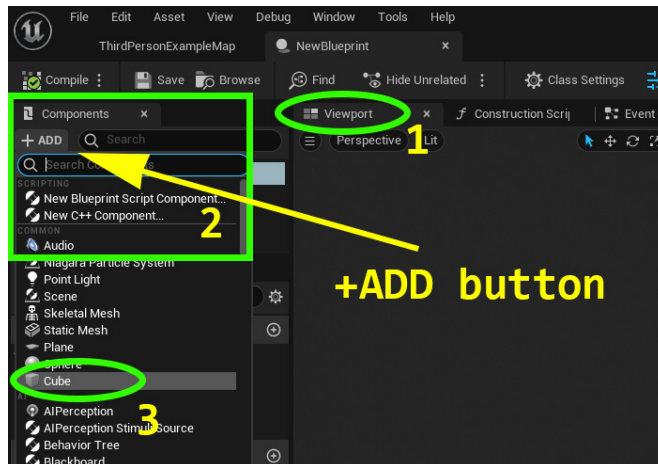 File Edit Asset View Debug Window Tools Help
ThirdPersonExampleMap NewBlueprint ×
Compile Save Browse Find Hide Unrelated Class Settings
Components × Viewport × Construction Scrip Event
1
+ ADD Search Perspective Lit
Search
SCRIPTING
New Blueprint Script Component...
New C++ Component...
2
COMMON
Audio
Niagara Particle System
Point Light
+ADD button
Scene
Skeletal Mesh
Static Mesh
Plane
Sphere
Cube
AIPerception
3
AIPerception Stimuli Source
Behavior Tree
Blackboard